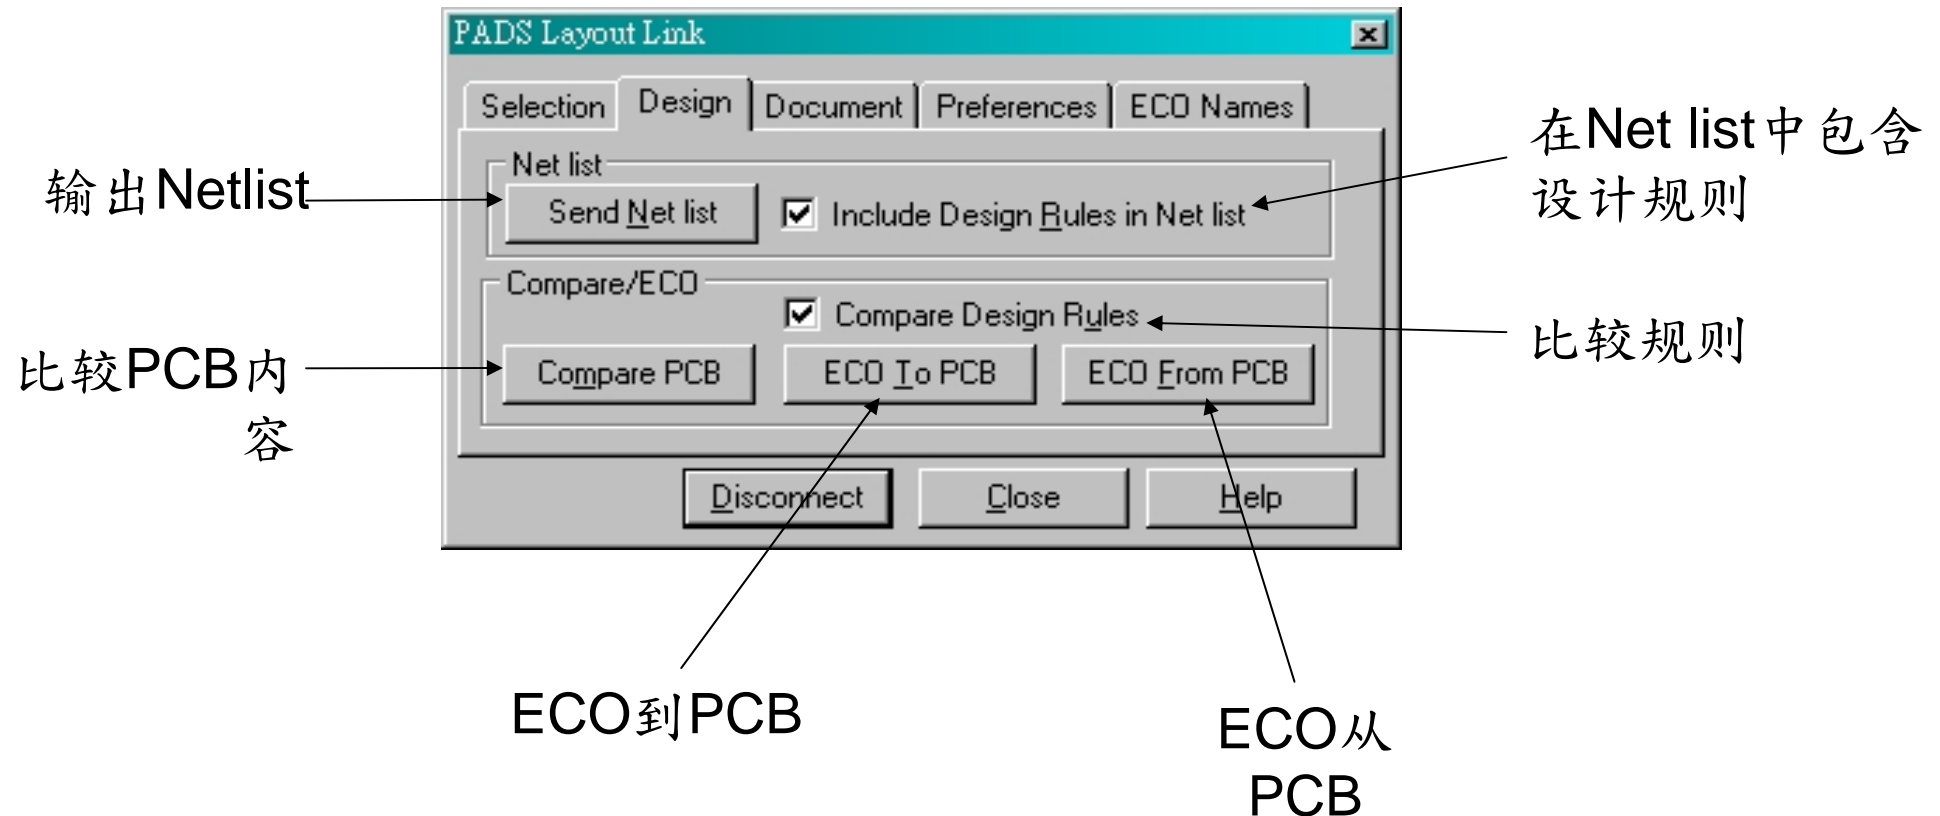 PADS Layout Link
Selection Design Document Preferences ECO Names
Net list
Send Net list Include Design Rules in Net list
Compare/ECO
Compare Design Rules
Compare PCB ECO To PCB ECO From PCB
Disconnect Close Help
输出Netlist
比较PCB内
容
在Net list中包含
设计规则
比较规则
ECO到PCB
ECO从
PCB